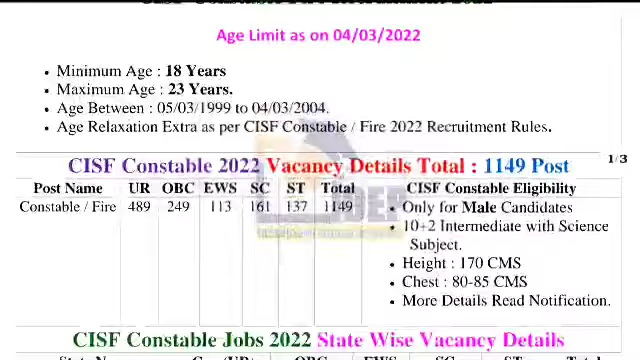 Age Limit as on 04/03/2022
• Minimum Age : 18 Years
• Maximum Age : 23 Years.
• Age Between : 05/03/1999 to 04/03/2004.
• Age Relaxation Extra as per CISF Constable / Fire 2022 Recruitment Rules.
1/3
CISF Constable 2022 Vacancy Details Total : 1149 Post
Post Name UR OBC EWS SC ST Total CISF Constable Eligibility
Constable / Fire 489 249 113 161 137 1149
• Only for Male Candidates
• 10+2 Intermediate with Science
Subject.
• Height : 170 CMS
• Chest : 80-85 CMS
• More Details Read Notification.
CISF Constable Jobs 2022 State Wise Vacancy Details